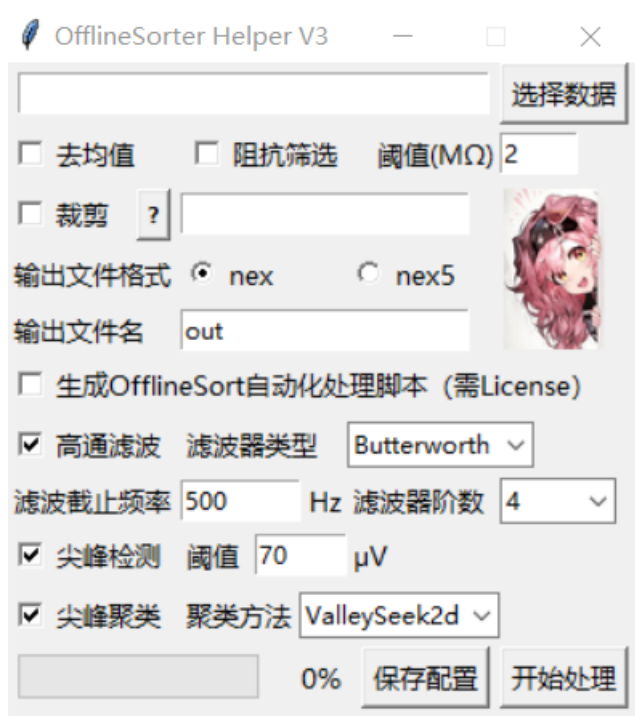 OfflineSorter Helper V3
选择数据
去均值 阻抗筛选 阈值(MΩ) 2
裁剪 ?
输出文件格式 nex nex5
输出文件名 out
生成OfflineSort自动化处理脚本（需License）
高通滤波 滤波器类型 Butterworth
滤波截止频率 500 Hz 滤波器阶数 4
尖峰检测 阈值 70 μV
尖峰聚类 聚类方法 ValleySeek2d
0% 保存配置 开始处理